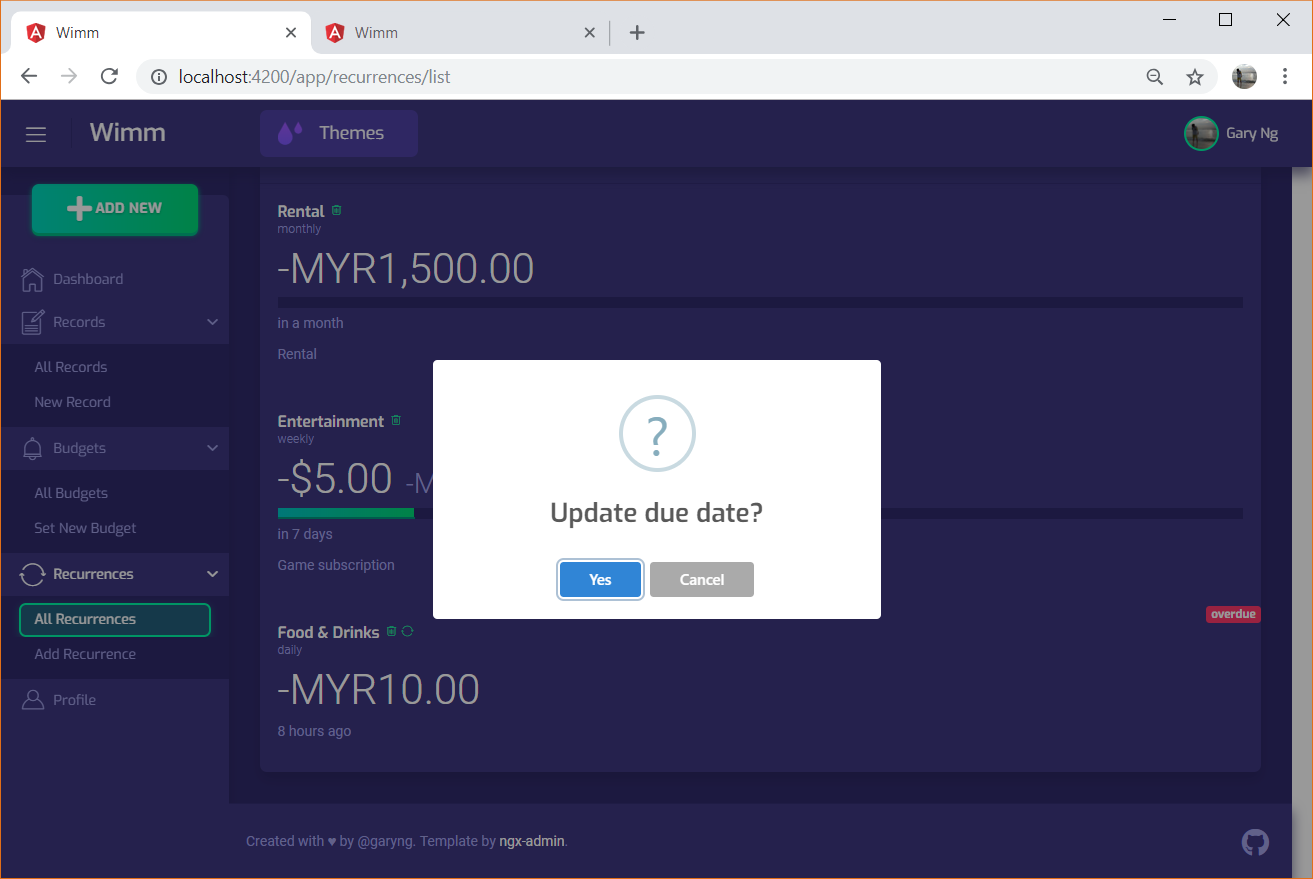 Wimm
Wimm
localhost:4200/app/recurrences/list
Wimm
Themes
Gary Ng
ADD NEW
Dashboard
Records
All Records
New Record
Budgets
All Budgets
Set New Budget
Recurrences
All Recurrences
Add Recurrence
Profile
Rental
monthly
-MYR1,500.00
in a month
Rental
Entertainment
weekly
-$5.00 -M
in 7 days
Game subscription
Food & Drinks
overdue
daily
-MYR10.00
8 hours ago
?
Update due date?
Yes
Cancel
Created with ♥ by @garyng. Template by ngx-admin.